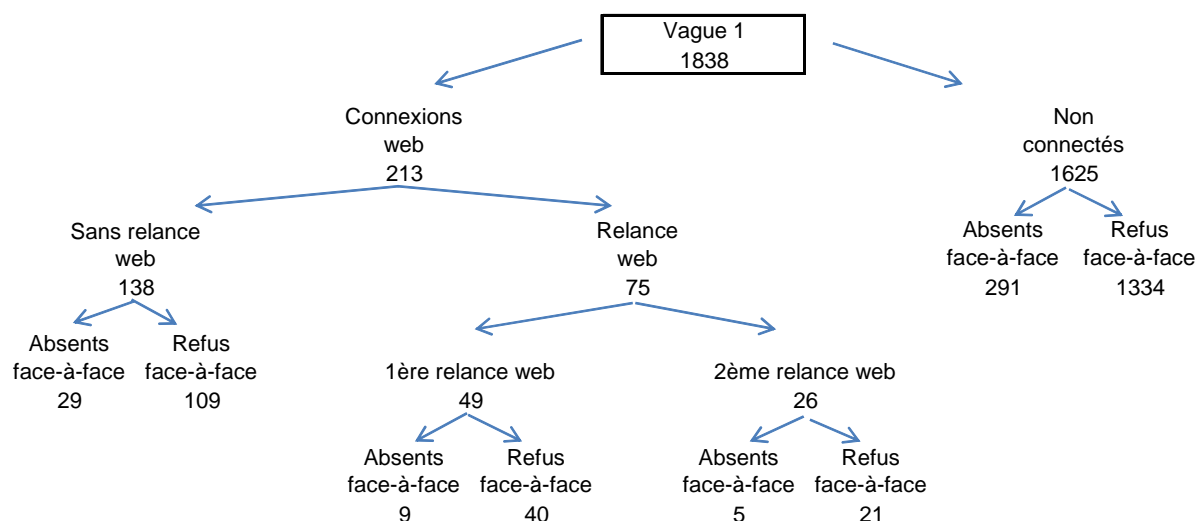 Vague 1
1838
Connexions
web
213
Non
connectés
1625
Sans relance
web
138
Relance
web
75
Absents
face-à-face
291
Refus
face-à-face
1334
Absents
face-à-face
29
Refus
face-à-face
109
1ère relance web
49
2ème relance web
26
Absents
face-à-face
9
Refus
face-à-face
40
Absents
face-à-face
5
Refus
face-à-face
21